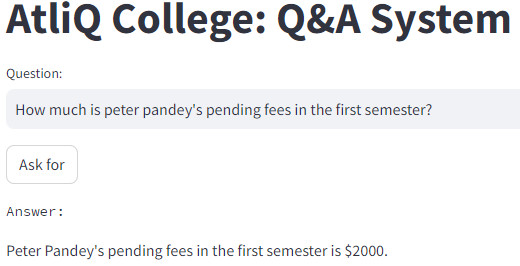 AtliQ College: Q&A System
Question:
How much is peter pandey's pending fees in the first semester?
Ask for
Answer:
Peter Pandey's pending fees in the first semester is $2000.